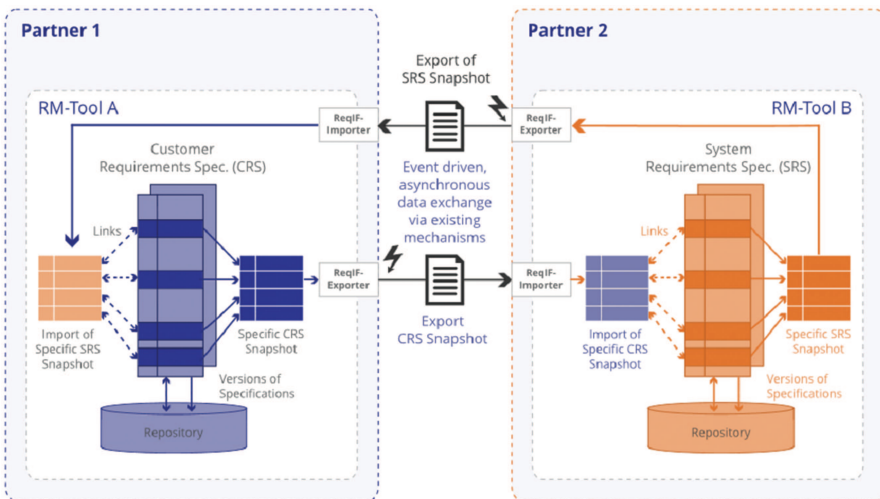 Partner 1
RM-Tool A
Customer
Requirements Spec. (CRS)
ReqIF-
Importer
Links
Import of
Specific SRS
Snapshot
Specific CRS
Snapshot
Versions of
Specifications
Repository
ReqIF-
Exporter
Export of
SRS Snapshot
Event driven,
asynchronous
data exchange
via existing
mechanisms
Export
CRS Snapshot
Partner 2
RM-Tool B
ReqIF-
Exporter
System
Requirements Spec. (SRS)
ReqIF-
Importer
Links
Import of
Specific CRS
Snapshot
Specific SRS
Snapshot
Versions of
Specifications
Repository